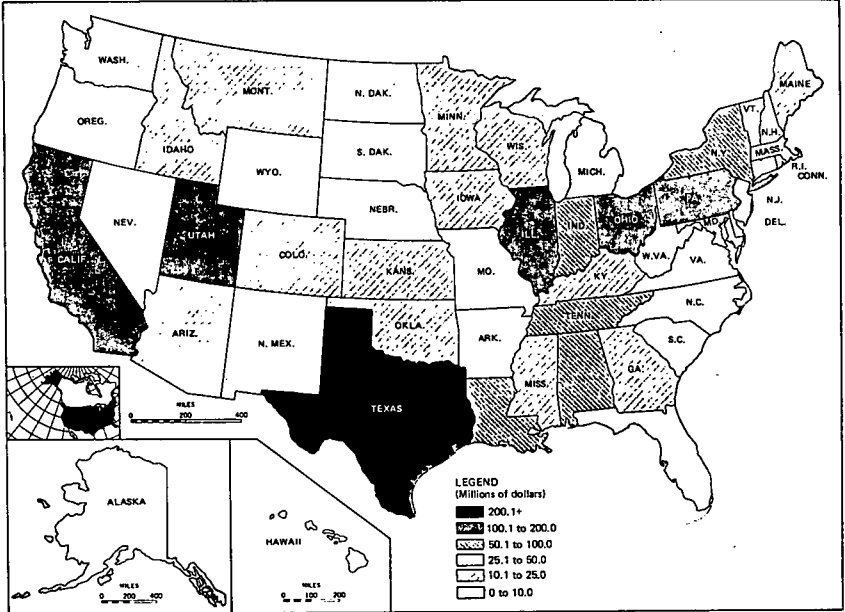 WASH.
MONT.
N. DAK.
MINN.
MAINE
VT.
N.H.
OREG.
IDAHO
S. DAK.
WIS.
MICH.
N.Y.
MASS.
R.I.
CONN.
WYO.
IOWA
N.J.
NEBR.
PA.
DEL.
NEV.
UTAH
ILL.
IND.
OHIO
MD.
CALIF.
COLO.
KANS.
MO.
W.VA.
VA.
KY.
ARIZ.
N. MEX.
OKLA.
ARK.
TENN.
N.C.
S.C.
MISS.
GA.
TEXAS
MILES
0 200 400
ALASKA
MILES
0 200 400
HAWAII
MILES
0 100 200
LEGEND
(Millions of dollars)
200.1+
100.1 to 200.0
50.1 to 100.0
25.1 to 50.0
10.1 to 25.0
0 to 10.0